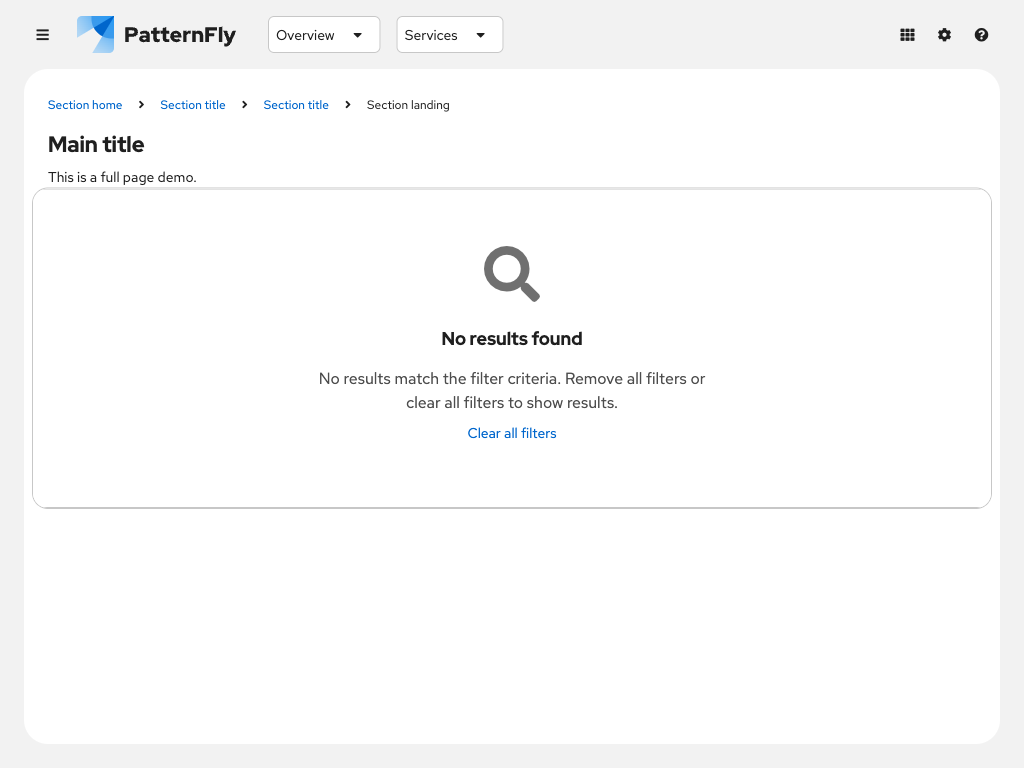 PatternFly
Overview
Services
Section home
Section title
Section title
Section landing
Main title
This is a full page demo.
No results found
No results match the filter criteria. Remove all filters or
clear all filters to show results.
Clear all filters